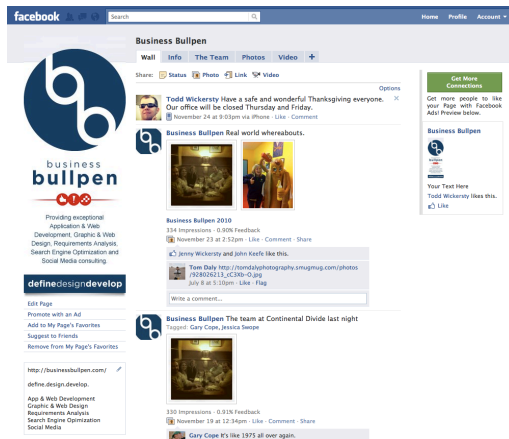 facebook
Search
Home Profile Account
Business Bullpen
Wall Info The Team Photos Video +
Share: Status Photo Link Video
Options
Todd Wickersty Have a safe and wonderful Thanksgiving everyone.
Our office will be closed Thursday and Friday.
November 24 at 9:03pm via iPhone · Like · Comment
Business Bullpen Real world whereabouts.
Business Bullpen 2010
334 Impressions · 0.90% Feedback
November 23 at 2:52pm · Like · Comment · Share
Jenny Wickersty and John Keefe like this.
Tom Daly http://tomdalyphotography.smugmug.com/photos
/928026213_cC3Xb-O.jpg
July 8 at 5:10pm · Like · Flag
Write a comment...
Business Bullpen The team at Continental Divide last night
Tagged: Gary Cope, Jessica Swope
330 Impressions · 0.91% Feedback
November 19 at 12:34pm · Like · Comment · Share
Gary Cope It's like 1975 all over again.
business
bullpen
Providing exceptional
Application & Web
Development, Graphic & Web
Design, Requirements Analysis,
Search Engine Optimization and
Social Media consulting.
definedesigndevelop
Edit Page
Promote with an Ad
Add to My Page's Favorites
Suggest to Friends
Remove from My Page's Favorites
http://businessbullpen.com/
define.design.develop.
App & Web Development
Graphic & Web Design
Requirements Analysis
Search Engine Opimization
Social Media
Get More
Connections
Get more people to like
your Page with Facebook
Ads! Preview below.
Business Bullpen
Your Text Here
Todd Wickersty likes this.
Like